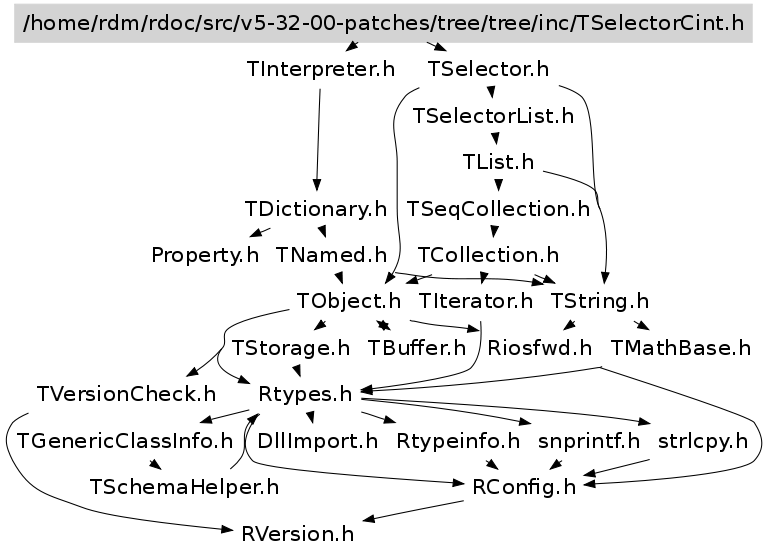 /home/rdm/rdoc/src/v5-32-00-patches/tree/tree/inc/TSelectorCint.h
TInterpreter.h TSelector.h
TSelectorList.h
TList.h
TDictionary.h TSeqCollection.h
Property.h TNamed.h TCollection.h
TObject.h TIterator.h TString.h
TStorage.h TBuffer.h Riosfwd.h TMathBase.h
TVersionCheck.h Rtypes.h
TGenericClassInfo.h DllImport.h Rtypeinfo.h snprintf.h strlcpy.h
TSchemaHelper.h RConfig.h
RVersion.h